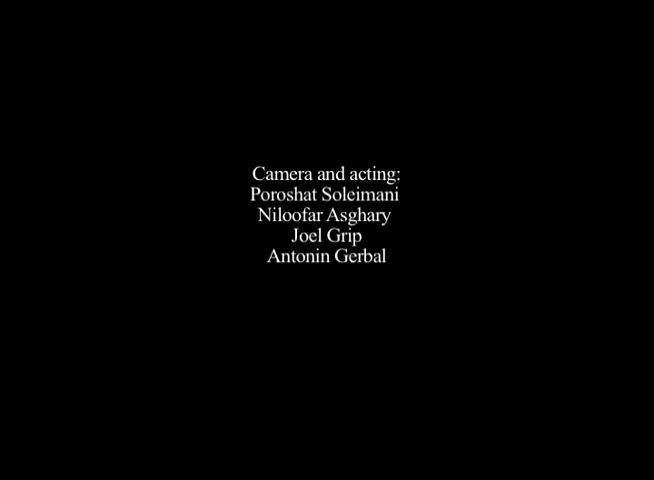 Camera and acting:
Poroshat Soleimani
Niloofar Asghary
Joel Grip
Antonin Gerbal